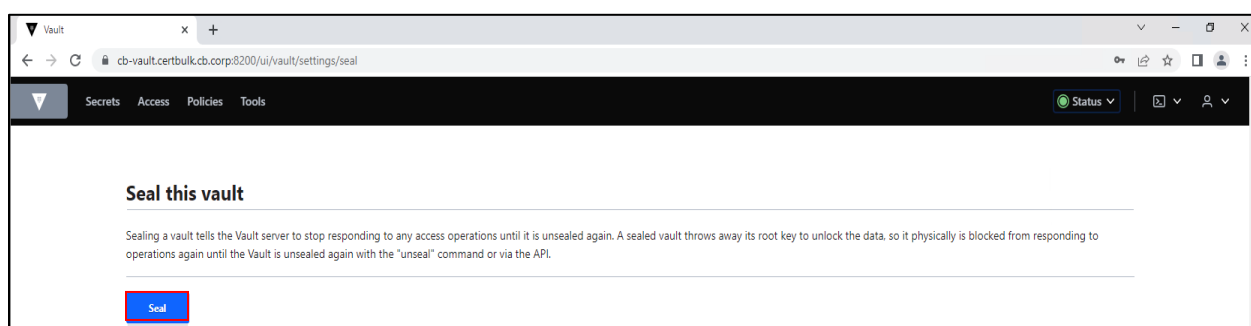 Vault
cb-vault.certbulk.cb.corp:8200/ui/vault/settings/seal
Secrets Access Policies Tools Status
Seal this vault
Sealing a vault tells the Vault server to stop responding to any access operations until it is unsealed again. A sealed vault throws away its root key to unlock the data, so it physically is blocked from responding to
operations again until the Vault is unsealed again with the "unseal" command or via the API.
Seal